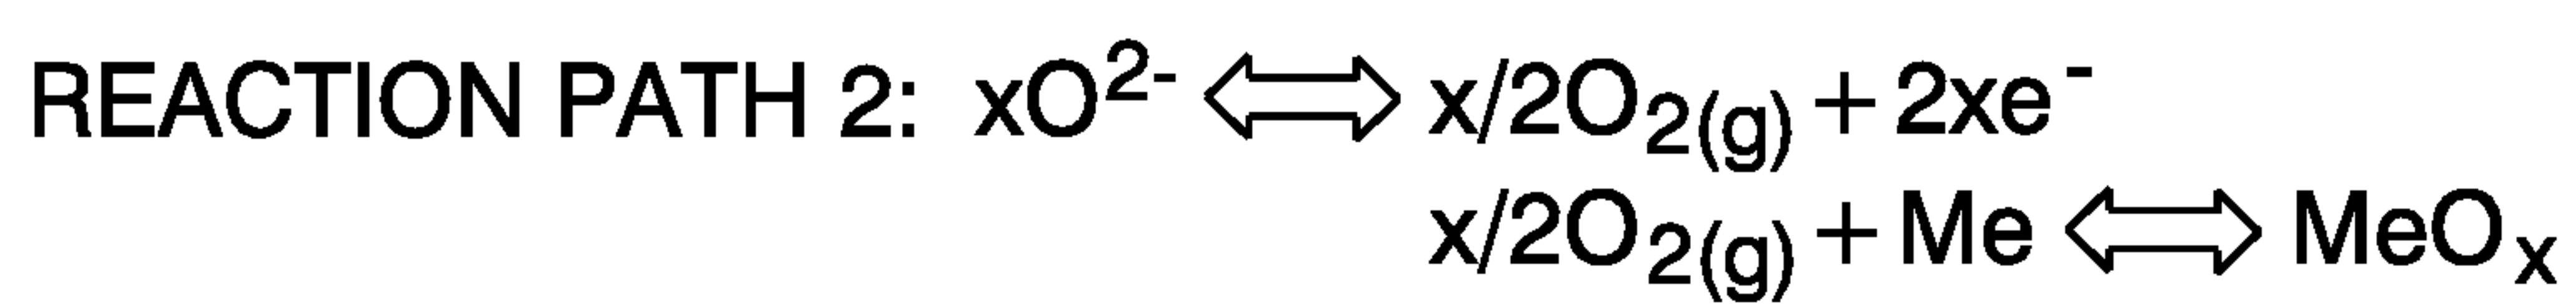 REACTION PATH 2: xO²⁻ ⇔ x/2O₂₍g₎ + 2xe⁻
x/2O₂₍g₎ + Me ⇔ MeOₓ